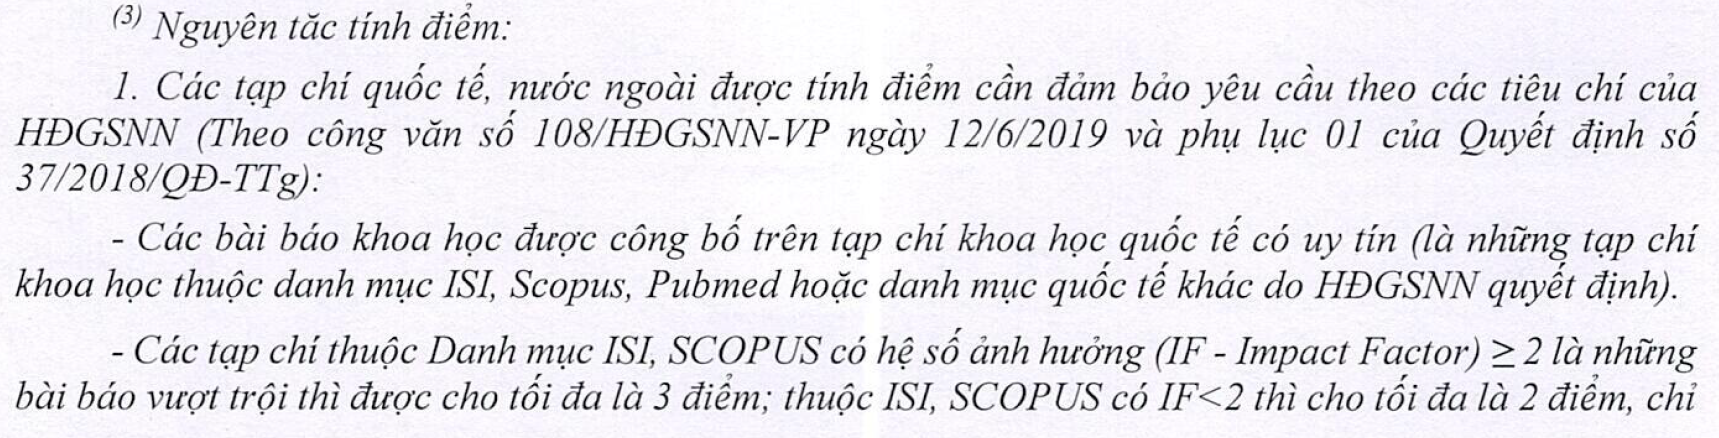 (3) Nguyên tắc tính điểm:
1. Các tạp chí quốc tế, nước ngoài được tính điểm cần đảm bảo yêu cầu theo các tiêu chí của
HĐGSNN (Theo công văn số 108/HĐGSNN-VP ngày 12/6/2019 và phụ lục 01 của Quyết định số
37/2018/QĐ-TTg):
- Các bài báo khoa học được công bố trên tạp chí khoa học quốc tế có uy tín (là những tạp chí
khoa học thuộc danh mục ISI, Scopus, Pubmed hoặc danh mục quốc tế khác do HĐGSNN quyết định).
- Các tạp chí thuộc Danh mục ISI, SCOPUS có hệ số ảnh hưởng (IF - Impact Factor) ≥ 2 là những
bài báo vượt trội thì được cho tối đa là 3 điểm; thuộc ISI, SCOPUS có IF<2 thì cho tối đa là 2 điểm, chỉ